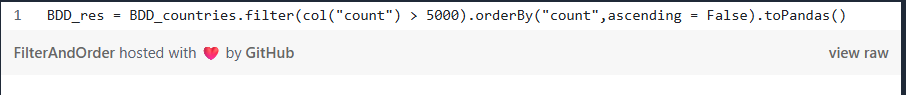 1 BDD_res = BDD_countries.filter(col("count") > 5000).orderBy("count",ascending = False).toPandas()
FilterAndOrder hosted with ❤ by GitHub view raw